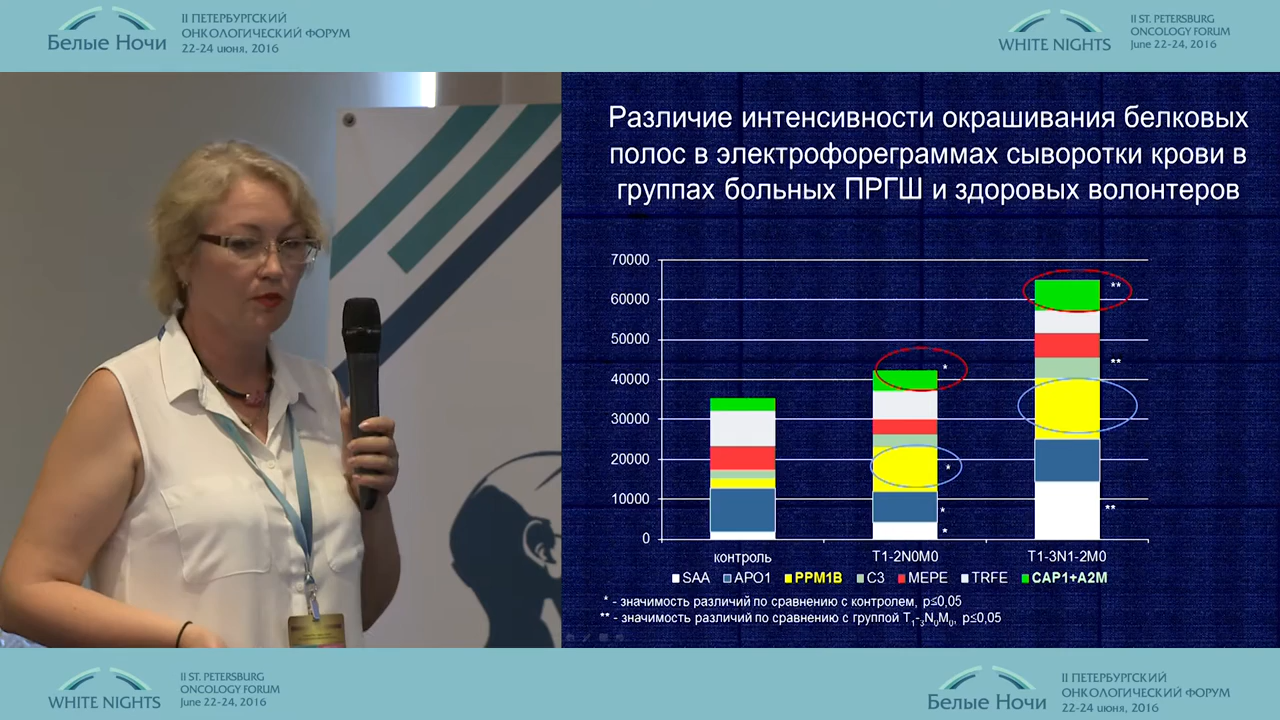 Белые Ночи
II ПЕТЕРБУРГСКИЙ
ОНКОЛОГИЧЕСКИЙ ФОРУМ
22-24 июня, 2016
WHITE NIGHTS
II ST. PETERSBURG
ONCOLOGY FORUM
June 22-24, 2016
Различие интенсивности окрашивания белковых
полос в электрофореграммах сыворотки крови в
группах больных ПРГШ и здоровых волонтеров
70000
60000
50000
40000
30000
20000
10000
0
**
*
**
*
*
**
*
контроль
T1-2N0M0
T1-3N1-2M0
SAA APO1 PPM1B C3 MEPE TRFE CAP1+A2M
* - значимость различий по сравнению с контролем, p≤0,05
** - значимость различий по сравнению с группой T1-3N0M0, p≤0,05
WHITE NIGHTS
II ST. PETERSBURG
ONCOLOGY FORUM
June 22-24, 2016
Белые Ночи
II ПЕТЕРБУРГСКИЙ
ОНКОЛОГИЧЕСКИЙ ФОРУМ
22-24 июня, 2016